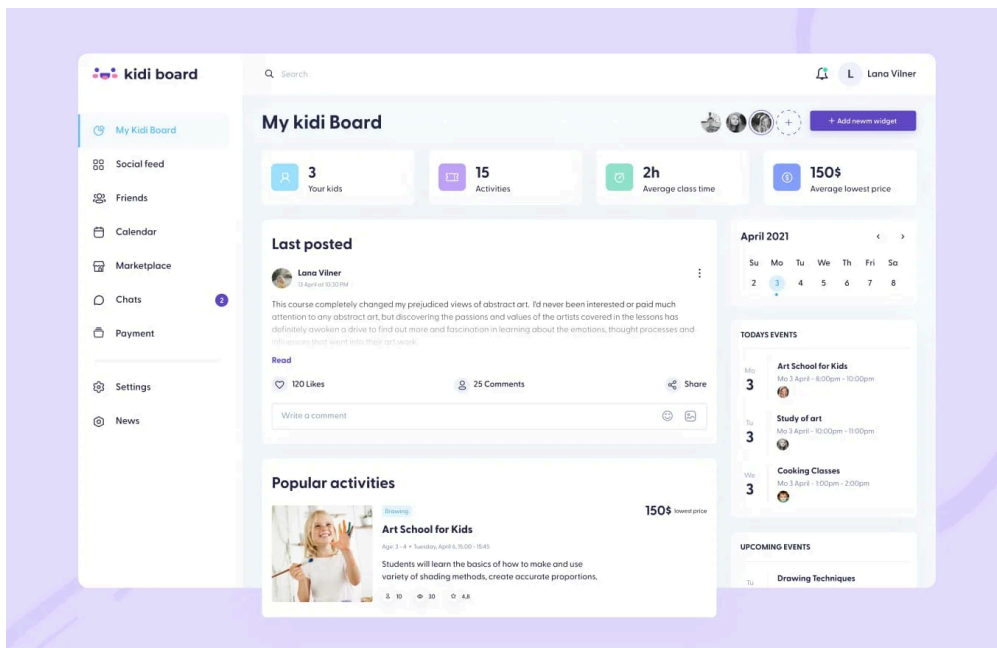 kidi board
Search
L
Lana Vilner
My Kidi Board
Social feed
Friends
Calendar
Marketplace
Chats
2
Payment
Settings
News
My kidi Board
+
+ Add newm widget
3
Your kids
15
Activities
2h
Average class time
150$
Average lowest price
Last posted
Lana Vilner
13 April at 10:20 PM
This course completely changed my prejudiced views of abstract art. I'd never been interested or paid much
attention to any abstract art, but discovering the passions and values of the artists covered in the lessons has
definitely awoken a drive to find out more and fascination in learning about the emotions, thought processes and
influences that went into their art work.
Read
120 Likes
25 Comments
Share
Write a comment
Popular activities
Drawing
150$ lowest price
Art School for Kids
Age: 3 - 4 • Tuesday, April 6, 15:00 - 15:45
Students will learn the basics of how to make and use
variety of shading methods, create accurate proportions.
10
30
4,8
April 2021
< >
Su Mo Tu We Th Fri Sa
2 3 4 5 6 7 8
TODAYS EVENTS
Mo
3
Art School for Kids
Mo 3 April - 8:00pm - 10:00pm
Tu
3
Study of art
Mo 3 April - 10:00pm - 11:00pm
We
3
Cooking Classes
Mo 3 April - 1:00pm - 2:00pm
UPCOMING EVENTS
Tu
Drawing Techniques